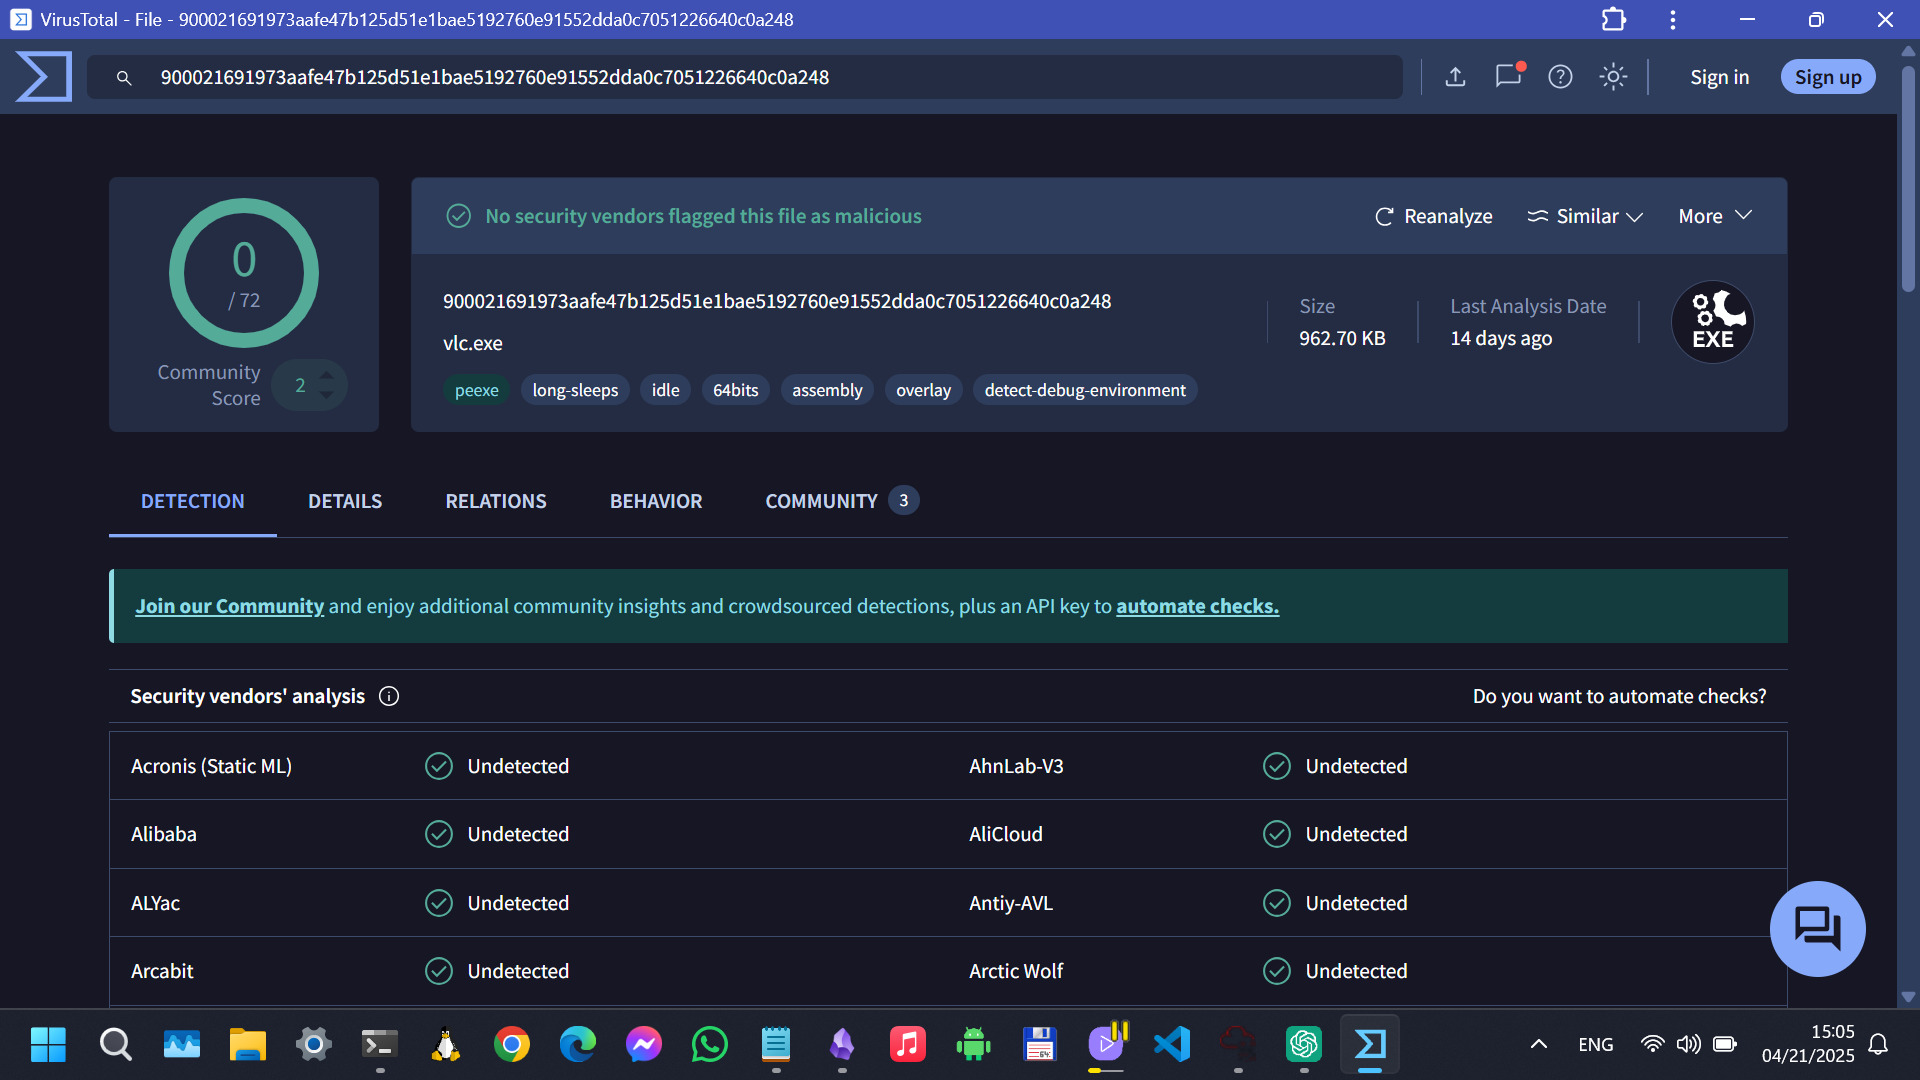 VirusTotal - File - 900021691973aafe47b125d51e1bae5192760e91552dda0c7051226640c0a248
900021691973aafe47b125d51e1bae5192760e91552dda0c7051226640c0a248
Sign in
Sign up
0
/ 72
Community Score
2
No security vendors flagged this file as malicious
Reanalyze
Similar
More
900021691973aafe47b125d51e1bae5192760e91552dda0c7051226640c0a248
vlc.exe
Size
962.70 KB
Last Analysis Date
14 days ago
EXE
peexe
long-sleeps
idle
64bits
assembly
overlay
detect-debug-environment
DETECTION
DETAILS
RELATIONS
BEHAVIOR
COMMUNITY 3
Join our Community and enjoy additional community insights and crowdsourced detections, plus an API key to automate checks.
Security vendors' analysis
Do you want to automate checks?
Acronis (Static ML) Undetected AhnLab-V3 Undetected
Alibaba Undetected AliCloud Undetected
ALYac Undetected Antiy-AVL Undetected
Arcabit Undetected Arctic Wolf Undetected
64
ENG
15:05
04/21/2025